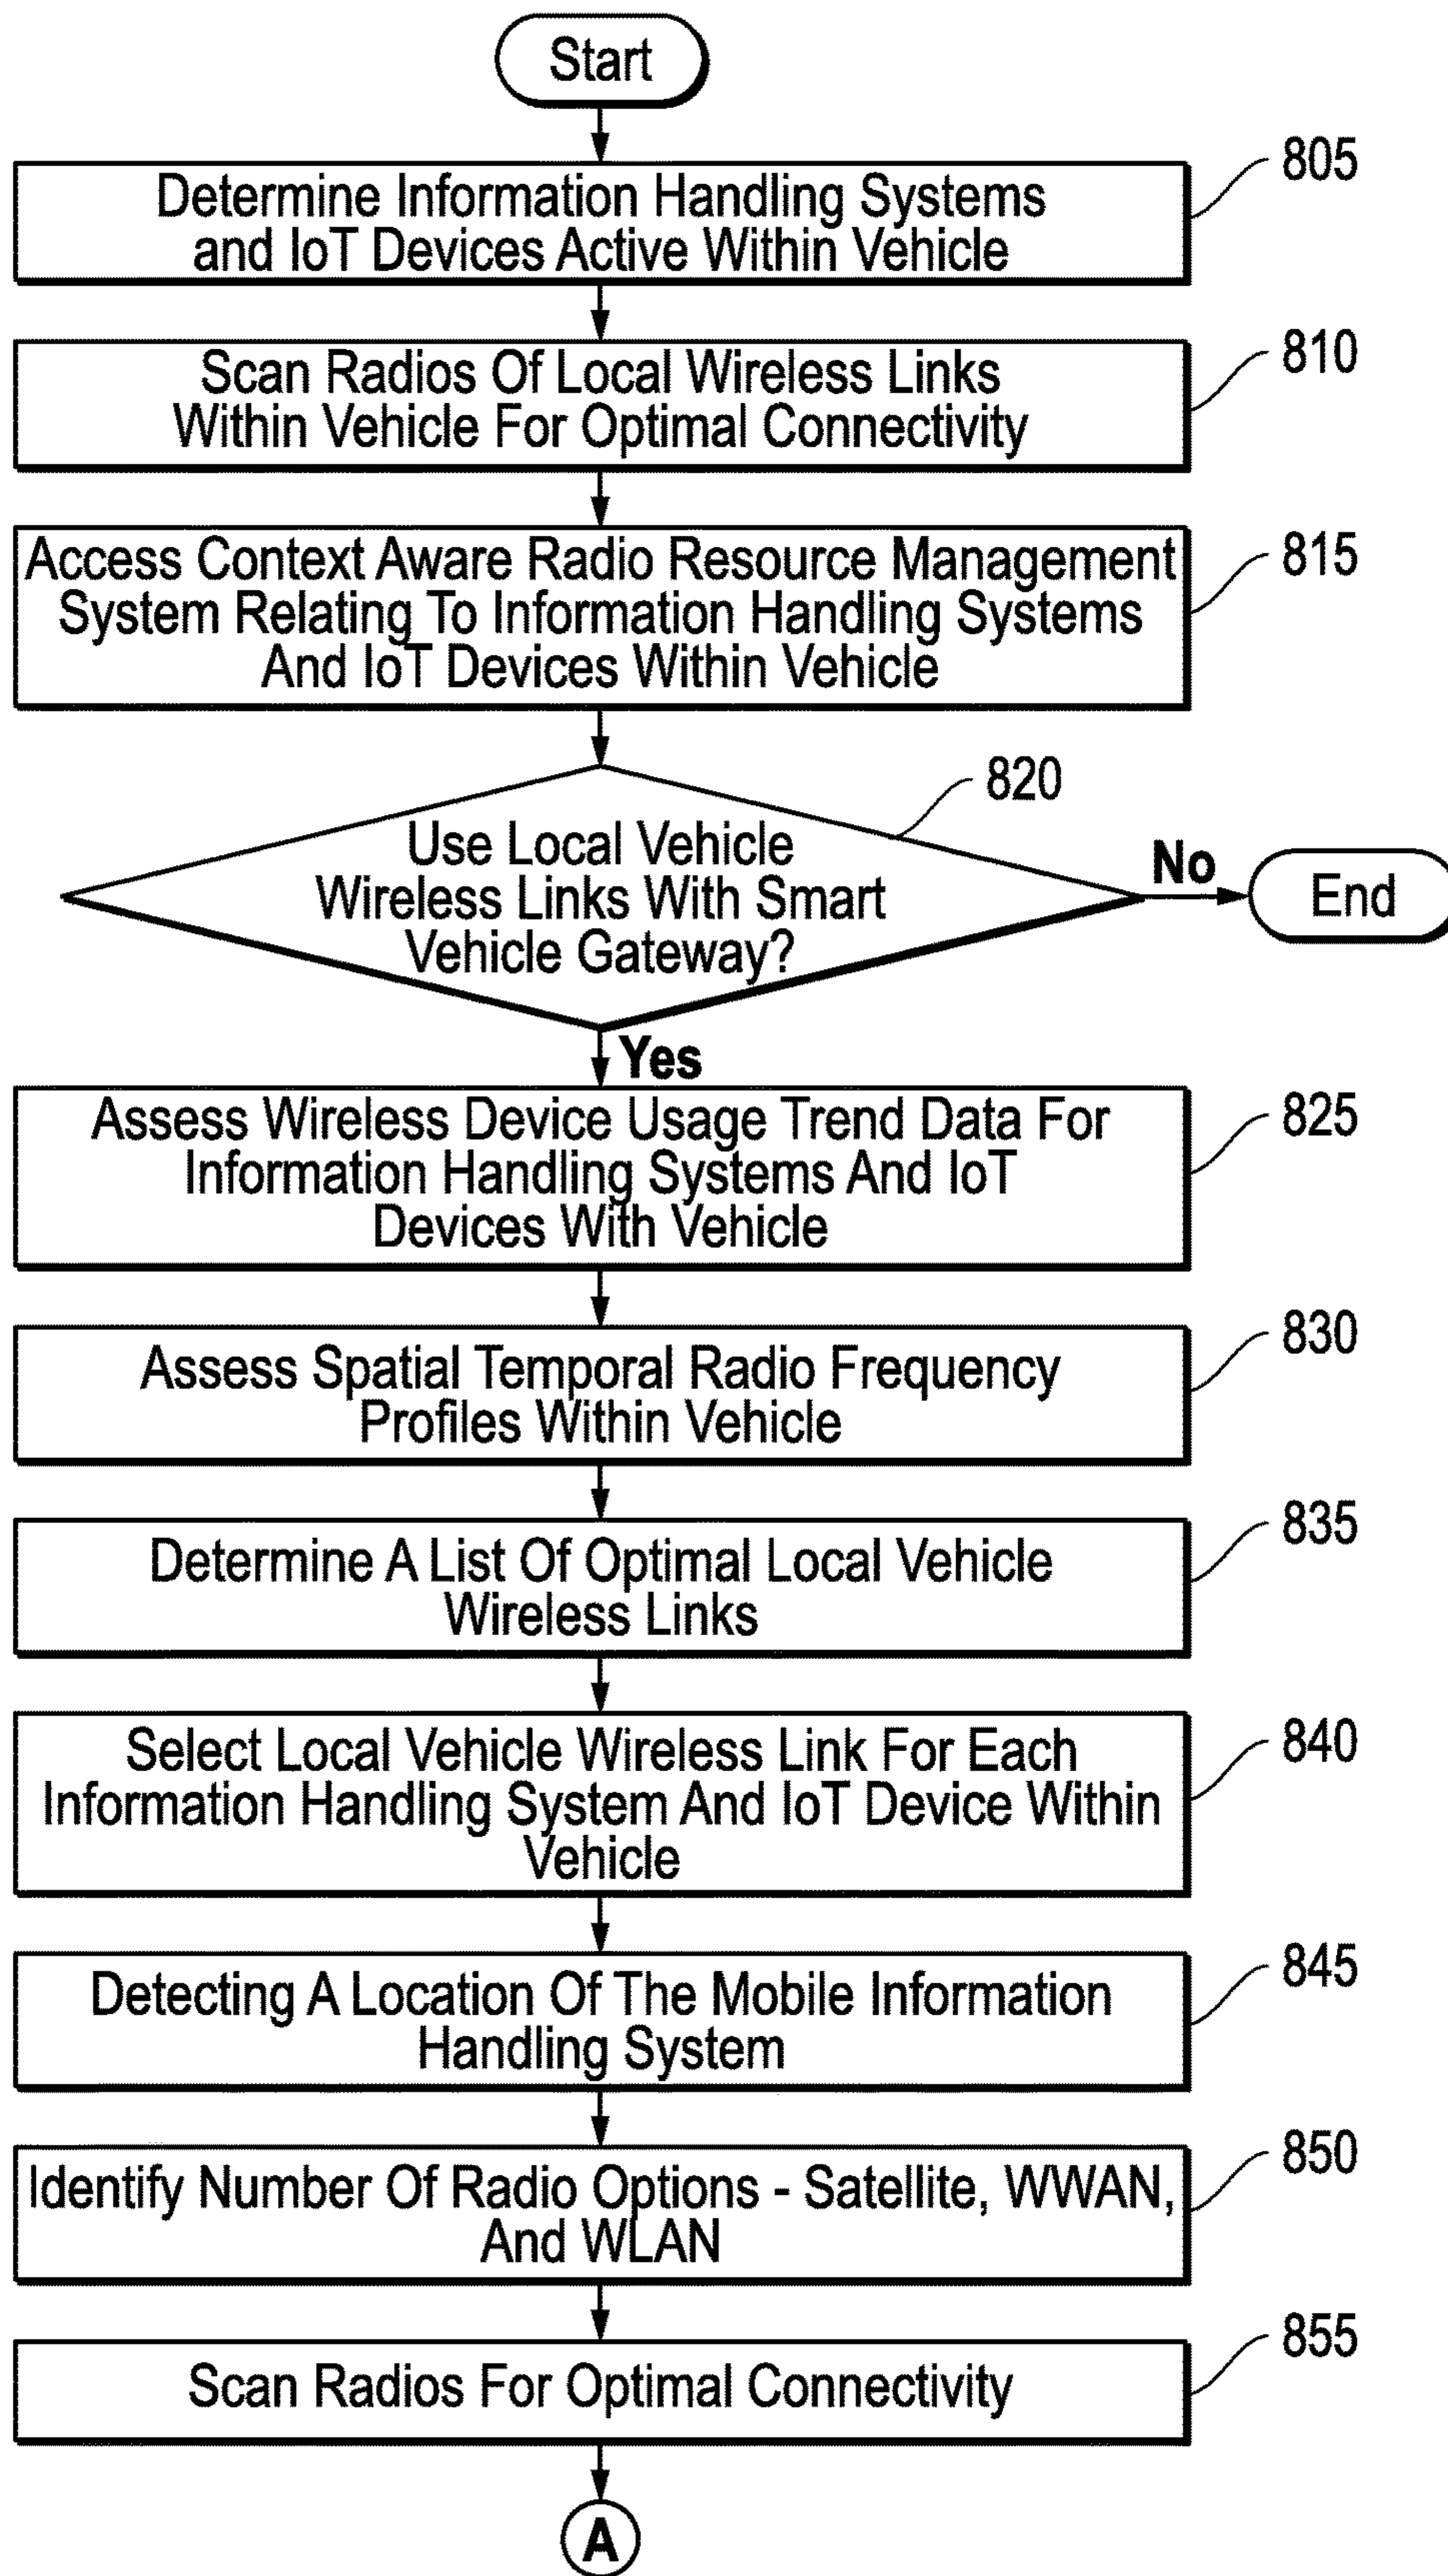 Start
805
Determine Information Handling Systems
and IoT Devices Active Within Vehicle
810
Scan Radios Of Local Wireless Links
Within Vehicle For Optimal Connectivity
815
Access Context Aware Radio Resource Management
System Relating To Information Handling Systems
And IoT Devices Within Vehicle
820
Use Local Vehicle
Wireless Links With Smart
Vehicle Gateway?
No
End
Yes
825
Assess Wireless Device Usage Trend Data For
Information Handling Systems And IoT
Devices With Vehicle
830
Assess Spatial Temporal Radio Frequency
Profiles Within Vehicle
835
Determine A List Of Optimal Local Vehicle
Wireless Links
840
Select Local Vehicle Wireless Link For Each
Information Handling System And IoT Device Within
Vehicle
845
Detecting A Location Of The Mobile Information
Handling System
850
Identify Number Of Radio Options - Satellite, WWAN,
And WLAN
855
Scan Radios For Optimal Connectivity
A